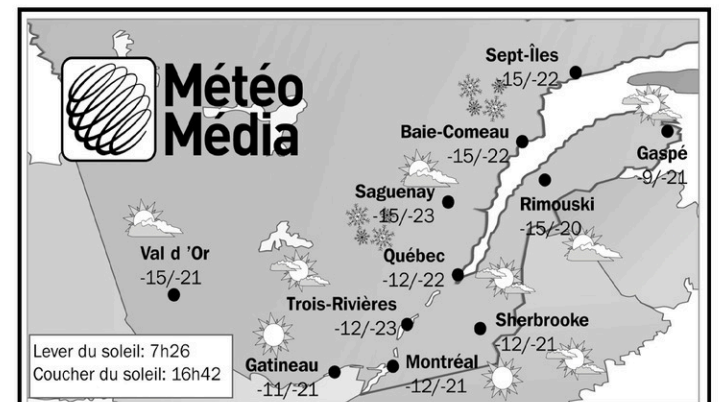 Météo
Média
Sept-Îles
-15/-22
Baie-Comeau
-15/-22
Gaspé
-9/-21
Saguenay
-15/-23
Rimouski
-15/-20
Val d 'Or
-15/-21
Québec
-12/-22
Trois-Rivières
-12/-23
Sherbrooke
-12/-21
Lever du soleil: 7h26
Coucher du soleil: 16h42
Gatineau
-11/-21
Montréal
-12/-21